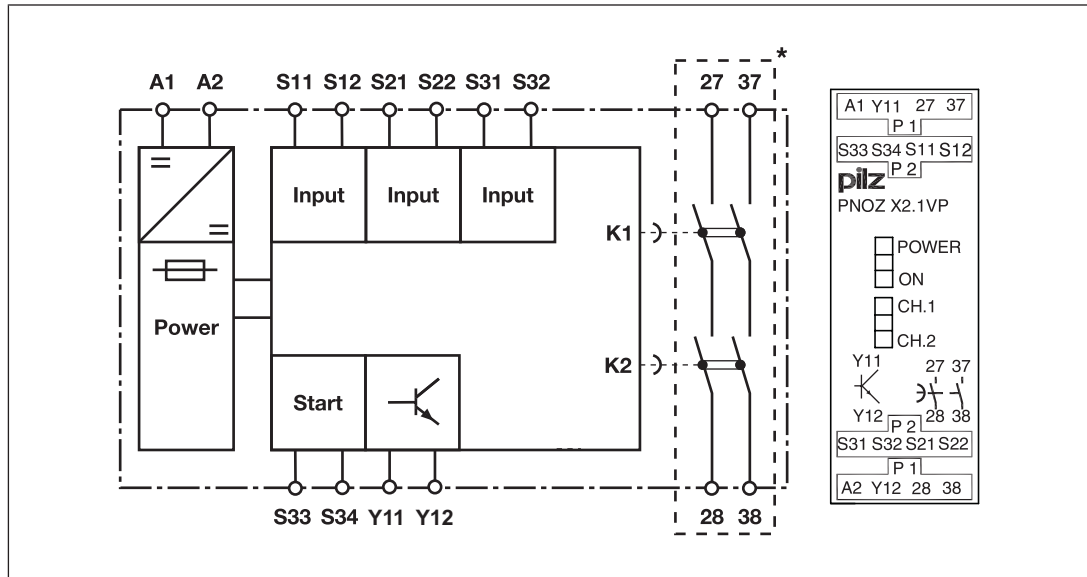 *
A1 A2 S11 S12 S21 S22 S31 S32 27 37
Input Input Input
K1
Power
K2
Start
S33 S34 Y11 Y12 28 38
A1 Y11 27 37
P 1
S33 S34 S11 S12
P 2
pilz
PNOZ X2.1VP
POWER
ON
CH.1
CH.2
Y11 27 37
Y12 28 38
P 2
S31 S32 S21 S22
P 1
A2 Y12 28 38